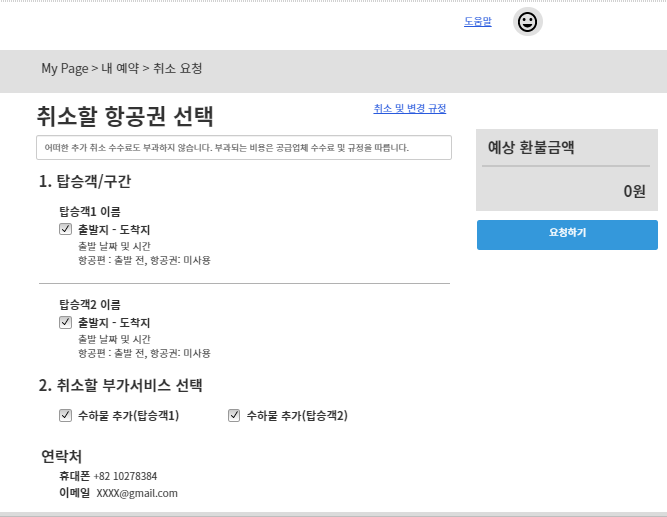 도움말
My Page > 내 예약 > 취소 요청
취소할 항공권 선택
취소 및 변경 규정
어떠한 추가 취소 수수료도 부과하지 않습니다. 부과되는 비용은 공급업체 수수료 및 규정을 따릅니다.
예상 환불금액
0원
요청하기
1. 탑승객/구간
탑승객1 이름
출발지 - 도착지
출발 날짜 및 시간
항공편 : 출발 전, 항공권: 미사용
탑승객2 이름
출발지 - 도착지
출발 날짜 및 시간
항공편 : 출발 전, 항공권: 미사용
2. 취소할 부가서비스 선택
수하물 추가(탑승객1) 수하물 추가(탑승객2)
연락처
휴대폰 +82 10278384
이메일 XXXX@gmail.com